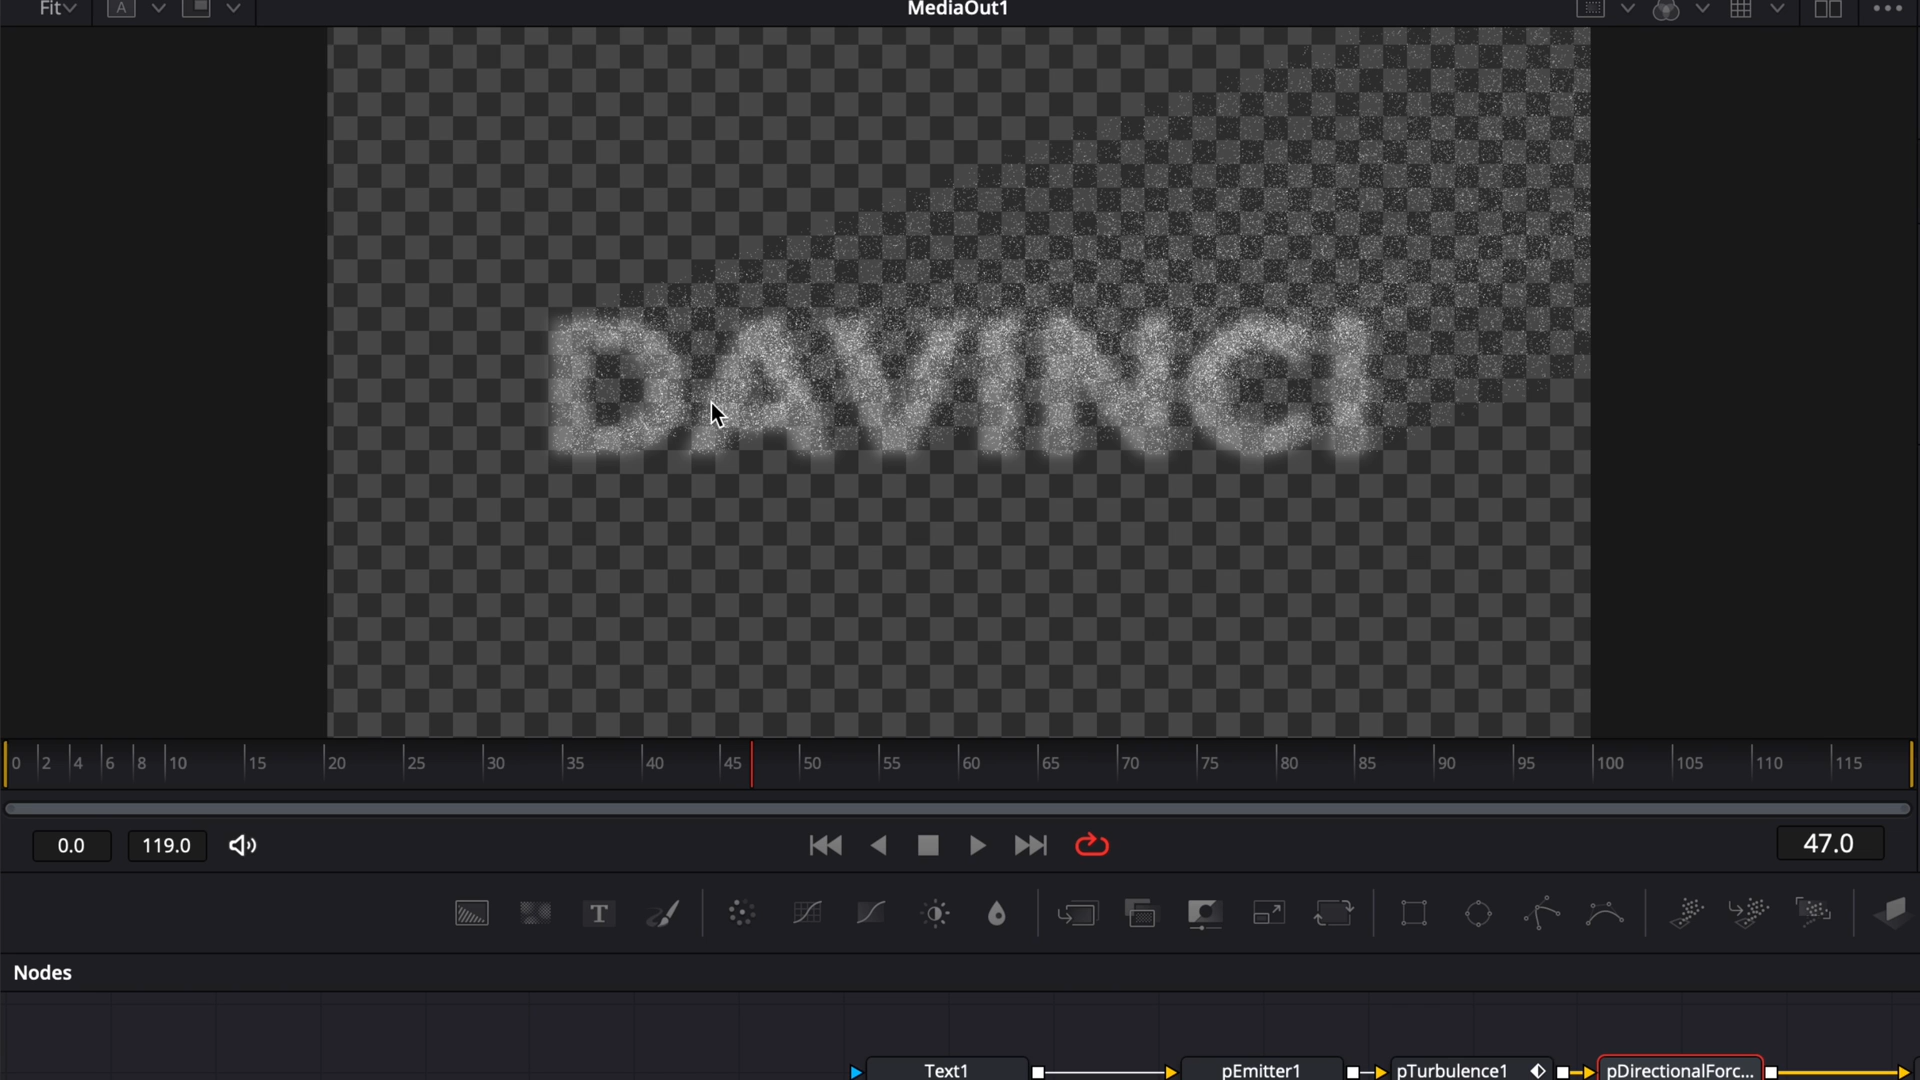 Fit
A
MediaOut1
DAVINCI
0 2 4 6 8 10 15 20 25 30 35 40 45 50 55 60 65 70 75 80 85 90 95 100 105 110 115
0.0 119.0 47.0
T
Nodes
Text1 pEmitter1 pTurbulence1 pDirectionalForc...